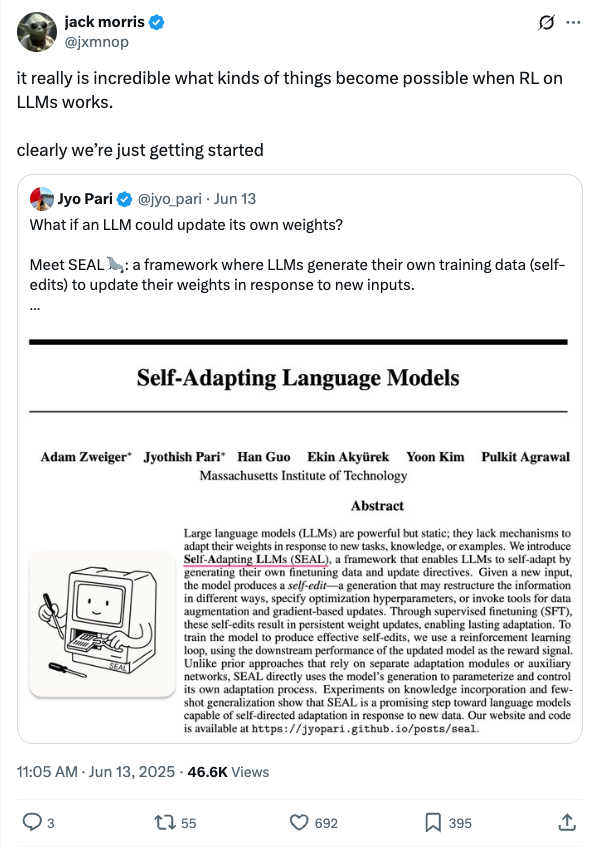 jack morris
@jxmnop
it really is incredible what kinds of things become possible when RL on
LLMs works.
clearly we're just getting started
Jyo Pari @jyo_pari · Jun 13
What if an LLM could update its own weights?
Meet SEAL🦭: a framework where LLMs generate their own training data (self-
edits) to update their weights in response to new inputs.
...
Self-Adapting Language Models
Adam Zweiger* Jyothish Pari* Han Guo Ekin Akyürek Yoon Kim Pulkit Agrawal
Massachusetts Institute of Technology
Abstract
Large language models (LLMs) are powerful but static; they lack mechanisms to
adapt their weights in response to new tasks, knowledge, or examples. We introduce
Self-Adapting LLMs (SEAL), a framework that enables LLMs to self-adapt by
generating their own finetuning data and update directives. Given a new input,
the model produces a self-edit—a generation that may restructure the information
in different ways, specify optimization hyperparameters, or invoke tools for data
augmentation and gradient-based updates. Through supervised finetuning (SFT),
these self-edits result in persistent weight updates, enabling lasting adaptation. To
train the model to produce effective self-edits, we use a reinforcement learning
loop, using the downstream performance of the updated model as the reward signal.
Unlike prior approaches that rely on separate adaptation modules or auxiliary
networks, SEAL directly uses the model's generation to parameterize and control
its own adaptation process. Experiments on knowledge incorporation and few-
shot generalization show that SEAL is a promising step toward language models
capable of self-directed adaptation in response to new data. Our website and code
is available at https://jyopari.github.io/posts/seal.
SEAL
11:05 AM · Jun 13, 2025 · 46.6K Views
3 55 692 395